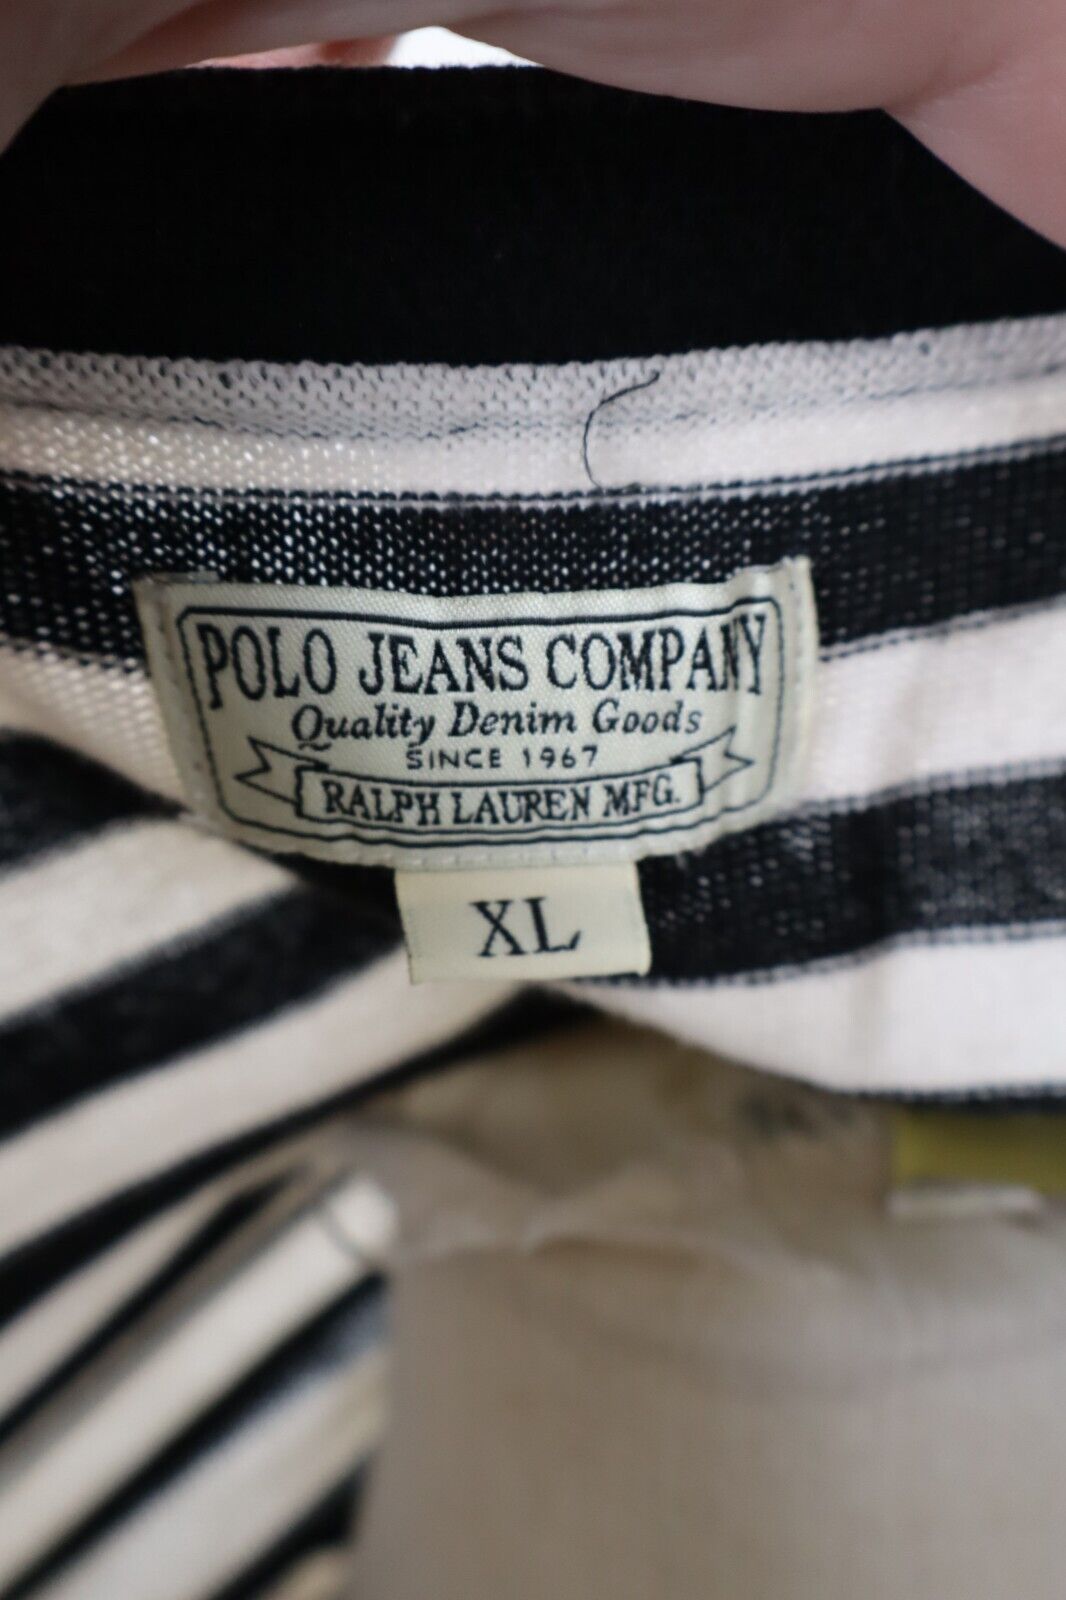 POLO JEANS COMPANY
Quality Denim Goods
SINCE 1967
RALPH LAUREN MFG.
XL